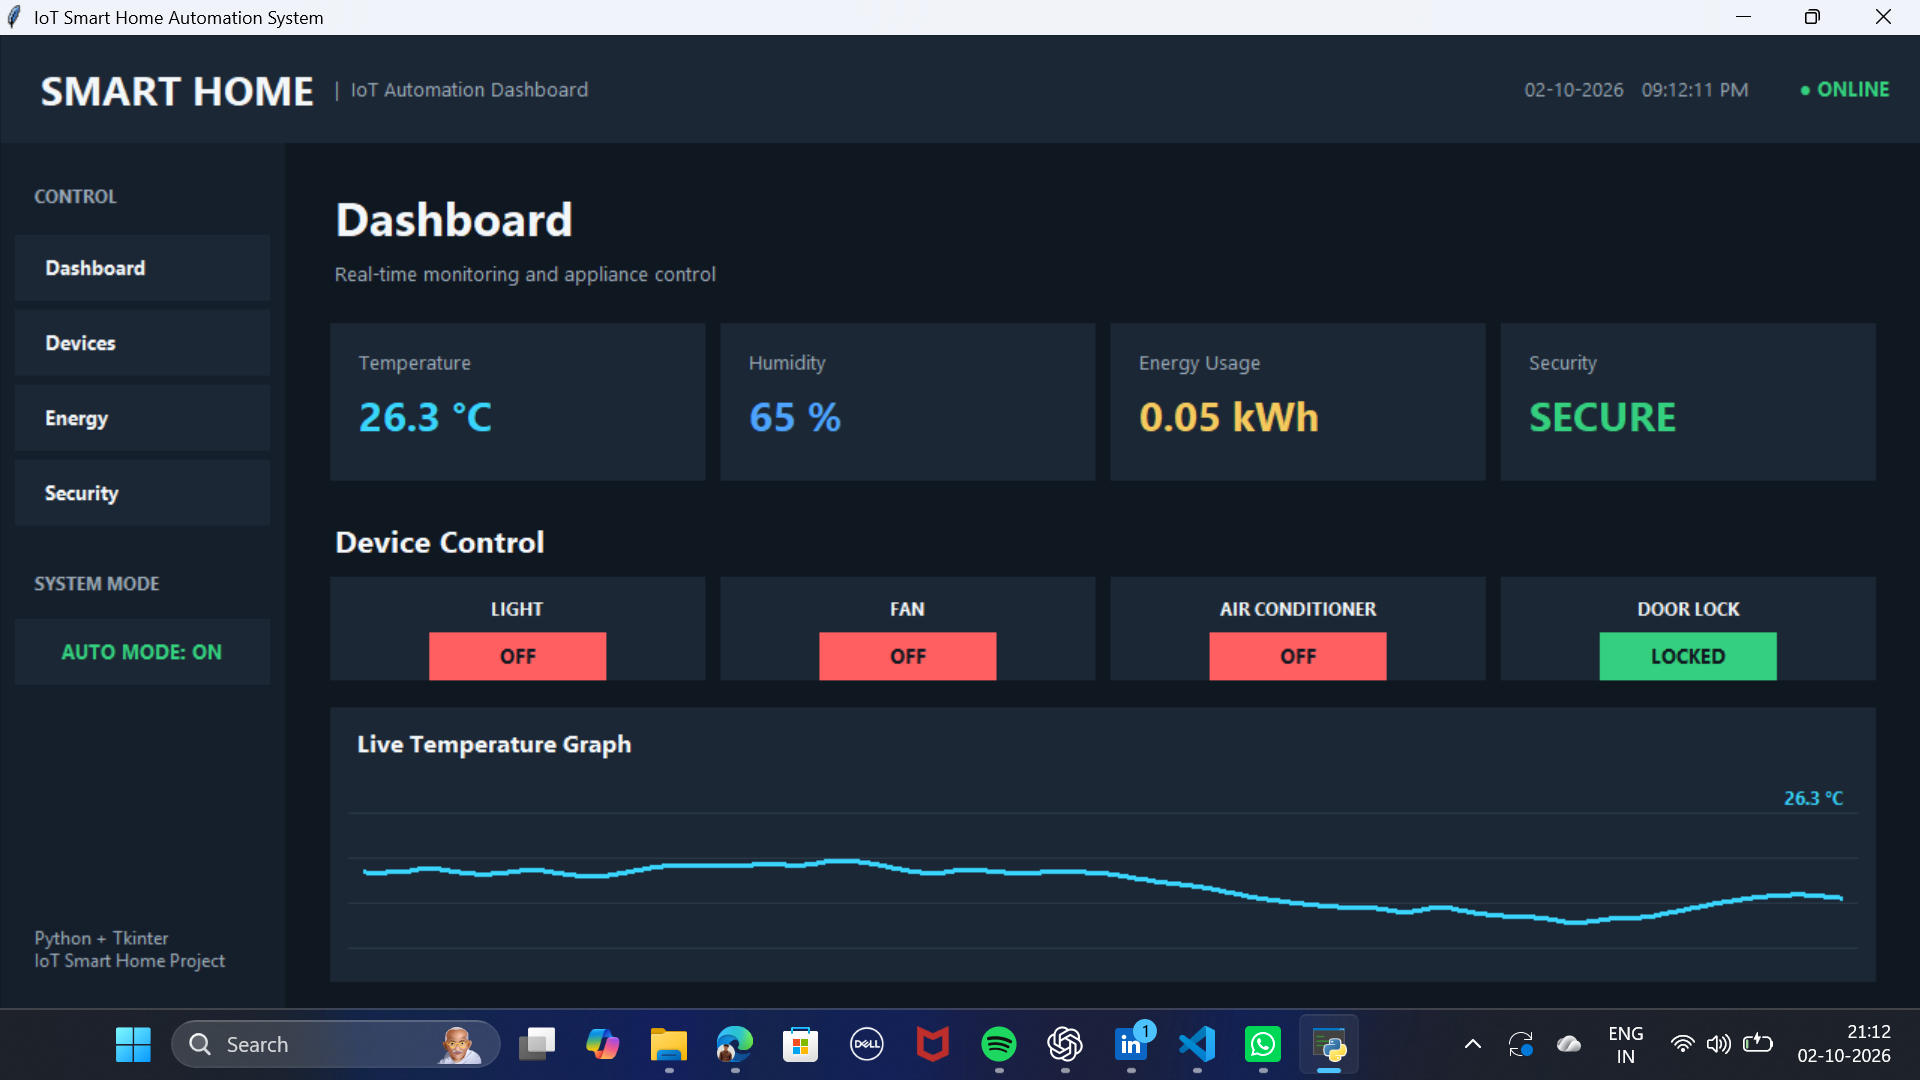 IoT Smart Home Automation System
SMART HOME | IoT Automation Dashboard
02-10-2026 09:12:11 PM ● ONLINE
CONTROL
Dashboard
Devices
Energy
Security
SYSTEM MODE
AUTO MODE: ON
Python + Tkinter
IoT Smart Home Project
Dashboard
Real-time monitoring and appliance control
Temperature
26.3 °C
Humidity
65 %
Energy Usage
0.05 kWh
Security
SECURE
Device Control
LIGHT
OFF
FAN
OFF
AIR CONDITIONER
OFF
DOOR LOCK
LOCKED
Live Temperature Graph
26.3 °C
Search
DELL
in
1
ENG
IN
21:12
02-10-2026